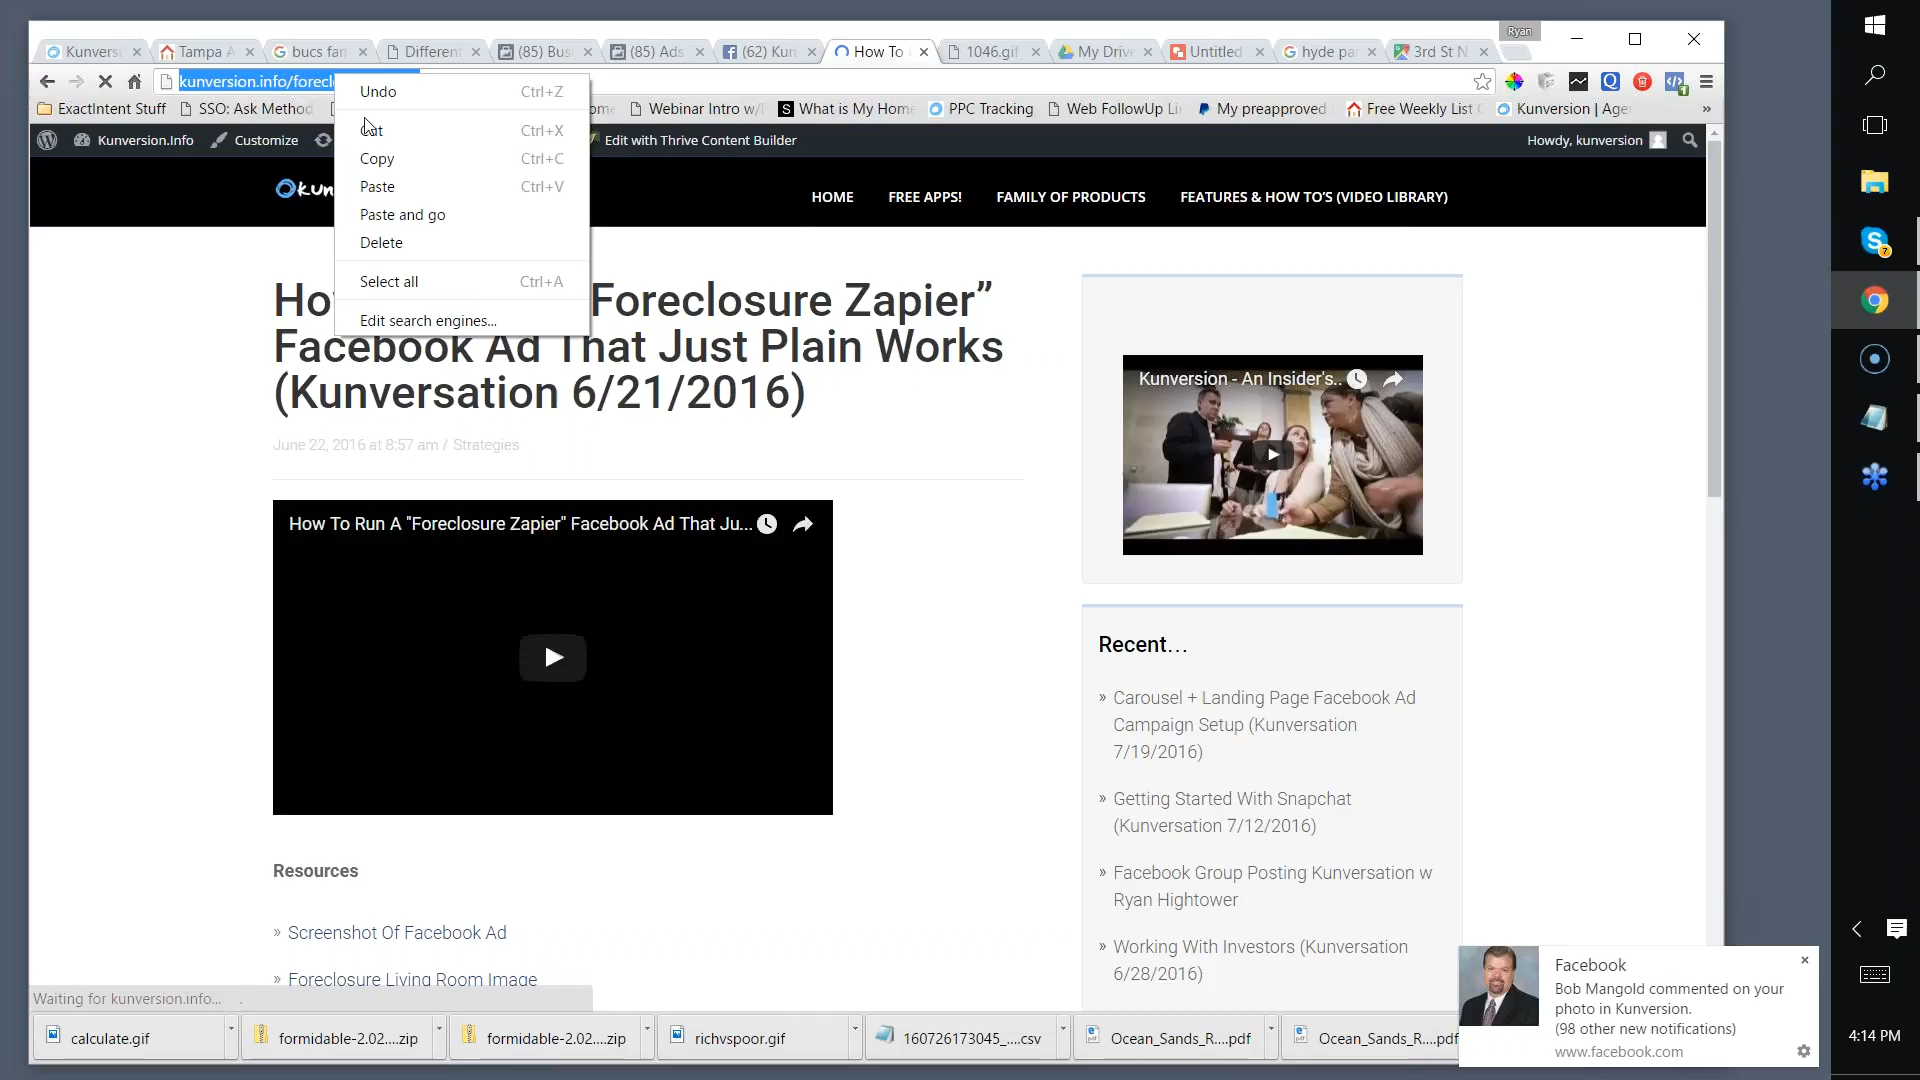 Ryan
Kunvers
Tampa A
bucs fan
Differen
(85) Bus
(85) Ads
(62) Kun
How To
1046.gif
My Driv
Untitled
hyde pa
3rd St N
kunversion.info/forecl
ExactIntent Stuff
SSO: Ask Method
ome
Webinar Intro w/
What is My Hom
PPC Tracking
Web FollowUp Li
My preapproved
Free Weekly List
Kunversion | Age
»
Kunversion.Info
Customize
Edit with Thrive Content Builder
Howdy, kunversion
Undo Ctrl+Z
Cut Ctrl+X
Copy Ctrl+C
Paste Ctrl+V
Paste and go
Delete
Select all Ctrl+A
Edit search engines...
kun
HOME
FREE APPS!
FAMILY OF PRODUCTS
FEATURES & HOW TO'S (VIDEO LIBRARY)
Ho Foreclosure Zapier”
Facebook Ad That Just Plain Works
(Kunversation 6/21/2016)
June 22, 2016 at 8:57 am / Strategies
How To Run A "Foreclosure Zapier" Facebook Ad That Ju...
Resources
» Screenshot Of Facebook Ad
» Foreclosure Living Room Image
Kunversion - An Insider's..
Recent…
» Carousel + Landing Page Facebook Ad
Campaign Setup (Kunversation
7/19/2016)
» Getting Started With Snapchat
(Kunversation 7/12/2016)
» Facebook Group Posting Kunversation w
Ryan Hightower
» Working With Investors (Kunversation
6/28/2016)
Waiting for kunversion.info...
calculate.gif
formidable-2.02....zip
formidable-2.02....zip
richvspoor.gif
160726173045_....csv
Ocean_Sands_R....pdf
Ocean_Sands_R....pdf
Facebook
Bob Mangold commented on your
photo in Kunversion.
(98 other new notifications)
www.facebook.com
7
4:14 PM